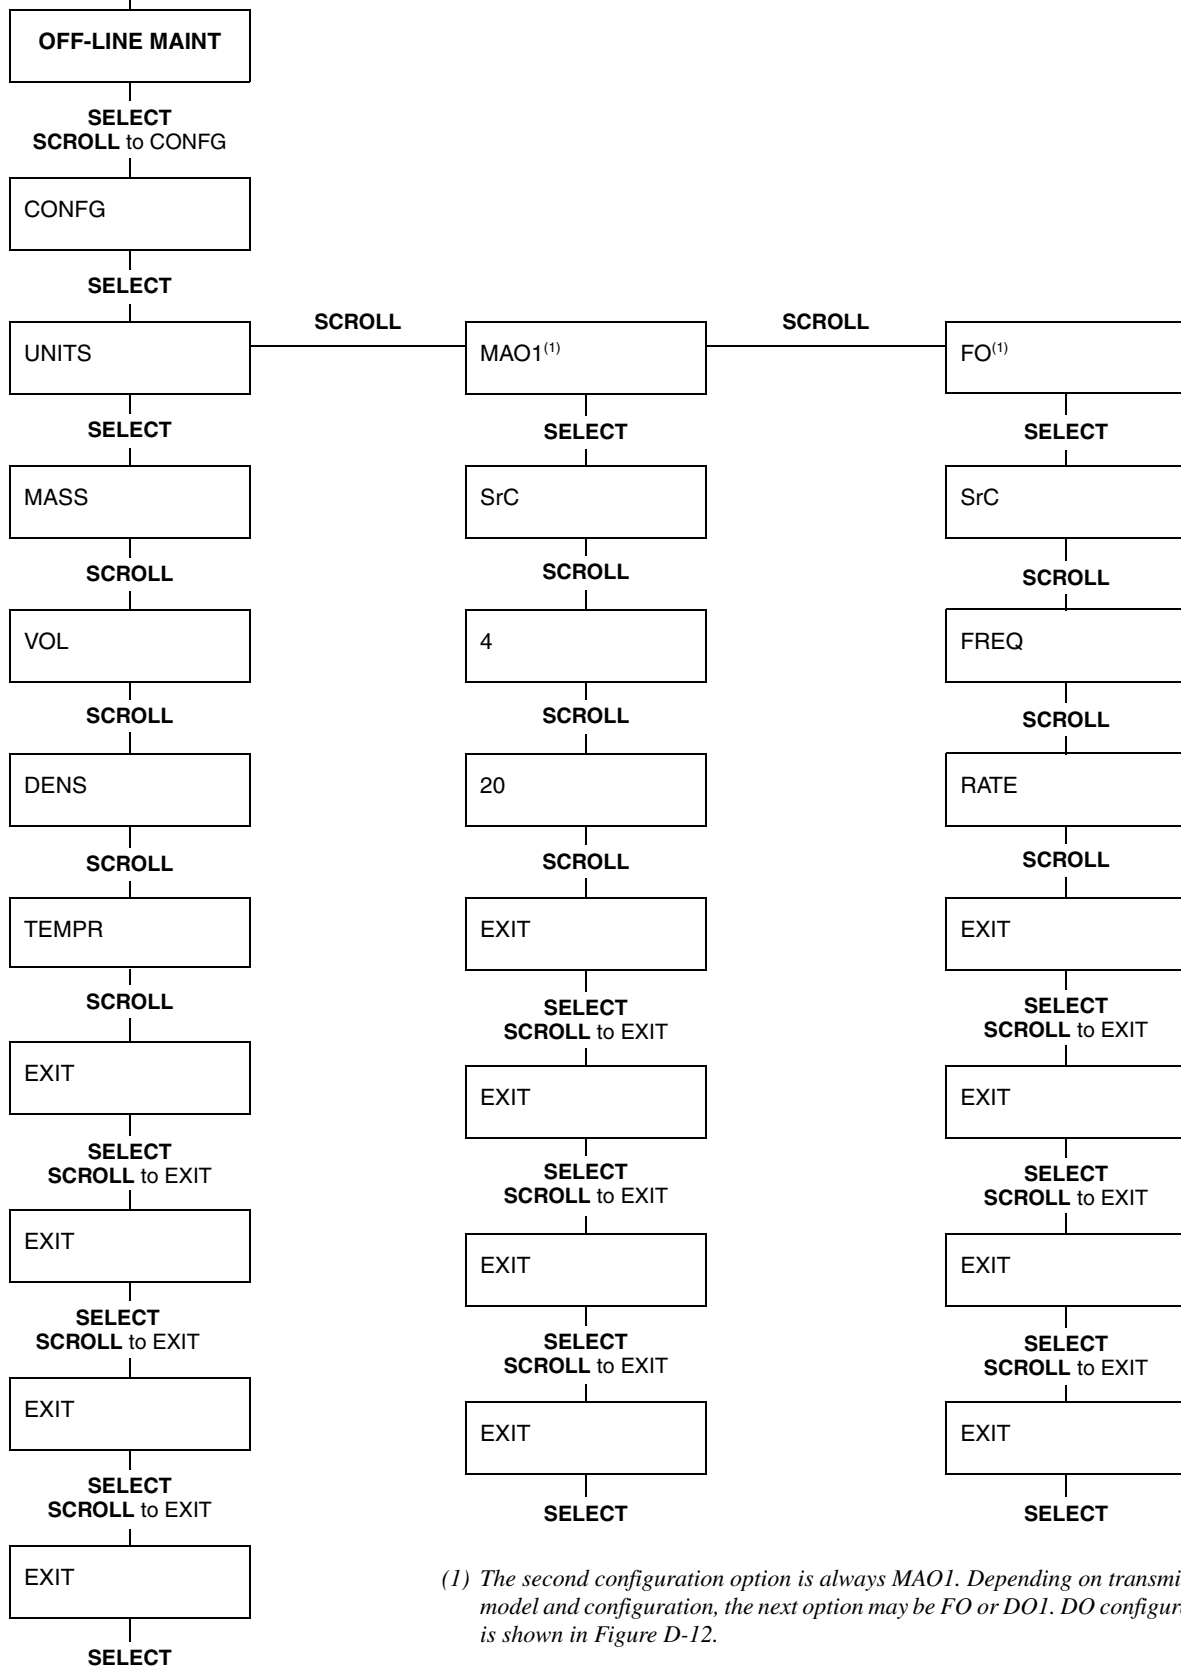 OFF-LINE MAINT
SELECT
SCROLL to CONFG
CONFG
SELECT
UNITS
SELECT
MASS
SCROLL
VOL
SCROLL
DENS
SCROLL
TEMPR
SCROLL
EXIT
SELECT
SCROLL to EXIT
EXIT
SELECT
SCROLL to EXIT
EXIT
SELECT
SCROLL to EXIT
EXIT
SELECT
SCROLL
MAO1(1)
SELECT
SrC
SCROLL
4
SCROLL
20
SCROLL
EXIT
SELECT
SCROLL to EXIT
EXIT
SELECT
SCROLL to EXIT
EXIT
SELECT
SCROLL to EXIT
EXIT
SELECT
SCROLL
FO(1)
SELECT
SrC
SCROLL
FREQ
SCROLL
RATE
SCROLL
EXIT
SELECT
SCROLL to EXIT
EXIT
SELECT
SCROLL to EXIT
EXIT
SELECT
SCROLL to EXIT
EXIT
SELECT
(1) The second configuration option is always MAO1. Depending on
model and configuration, the next option may be FO or DO1. DO
is shown in Figure D-12.